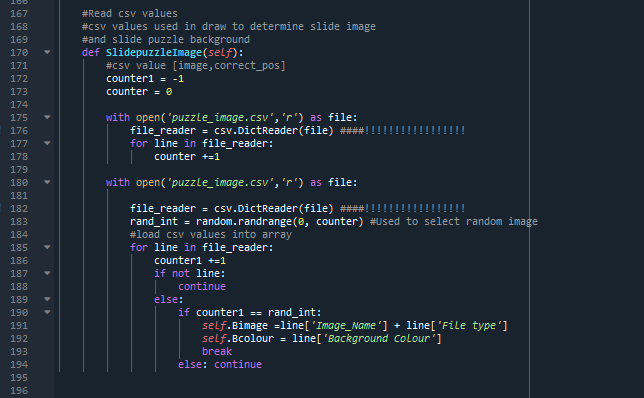 166
167 #Read csv values
168 #csv values used in draw to determine slide image
169 #and slide puzzle background
170 def SlidepuzzleImage(self):
171 #csv value [image,correct_pos]
172 counter1 = -1
173 counter = 0
174
175 with open('puzzle_image.csv','r') as file:
176 file_reader = csv.DictReader(file) ####!!!!!!!!!!!!!!!!!
177 for line in file_reader:
178 counter +=1
179
180 with open('puzzle_image.csv','r') as file:
181
182 file_reader = csv.DictReader(file) ####!!!!!!!!!!!!!!!!!
183 rand_int = random.randrange(0, counter) #Used to select random image
184 #load csv values into array
185 for line in file_reader:
186 counter1 +=1
187 if not line:
188 continue
189 else:
190 if counter1 == rand_int:
191 self.Bimage =line['Image_Name'] + line['File type']
192 self.Bcolour = line['Background Colour']
193 break
194 else: continue
195
196